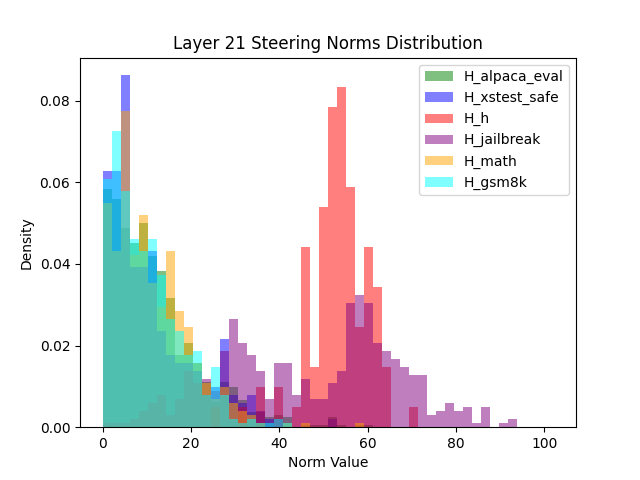 Layer 21 Steering Norms Distribution
H_alpaca_eval
H_xstest_safe
H_h
H_jailbreak
H_math
H_gsm8k
Density
0.08
0.06
0.04
0.02
0.00
0 20 40 60 80 100
Norm Value